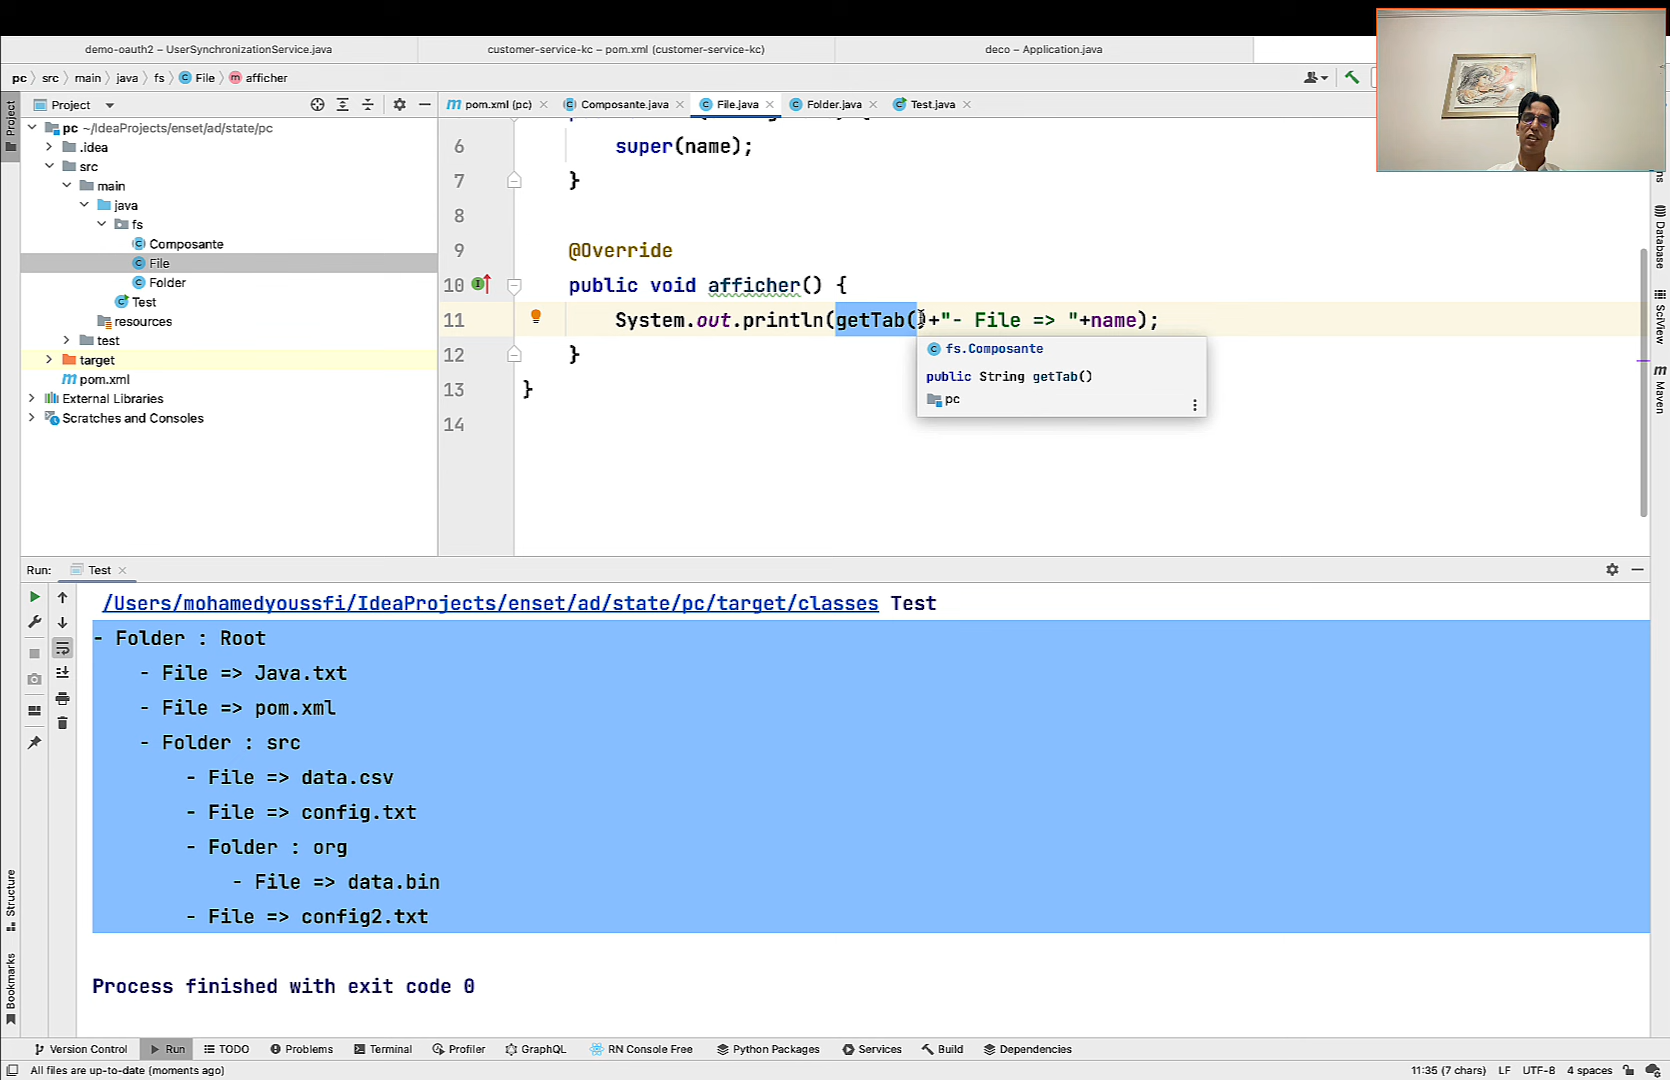 demo-oauth2 – UserSynchronizationService.java
customer-service-kc – pom.xml (customer-service-kc)
deco – Application.java
pc src main java fs File afficher
Project
pom.xml (pc)
Composante.java
File.java
Folder.java
Test.java
pc ~/IdeaProjects/enset/ad/state/pc
.idea
src
main
java
fs
Composante
File
Folder
Test
resources
test
target
pom.xml
External Libraries
Scratches and Consoles
6 super(name);
7 }
8
9 @Override
10 public void afficher() {
11 System.out.println(getTab()+"- File => "+name);
12 }
13 }
14
fs.Composante
public String getTab()
pc
Project
Structure
Bookmarks
Database
SciView
Maven
Run: Test
/Users/mohamedyoussfi/IdeaProjects/enset/ad/state/pc/target/classes Test
- Folder : Root
- File => Java.txt
- File => pom.xml
- Folder : src
- File => data.csv
- File => config.txt
- Folder : org
- File => data.bin
- File => config2.txt
Process finished with exit code 0
Version Control Run TODO Problems Terminal Profiler GraphQL RN Console Free Python Packages Services Build Dependencies
All files are up-to-date (moments ago)
11:35 (7 chars) LF UTF-8 4 spaces